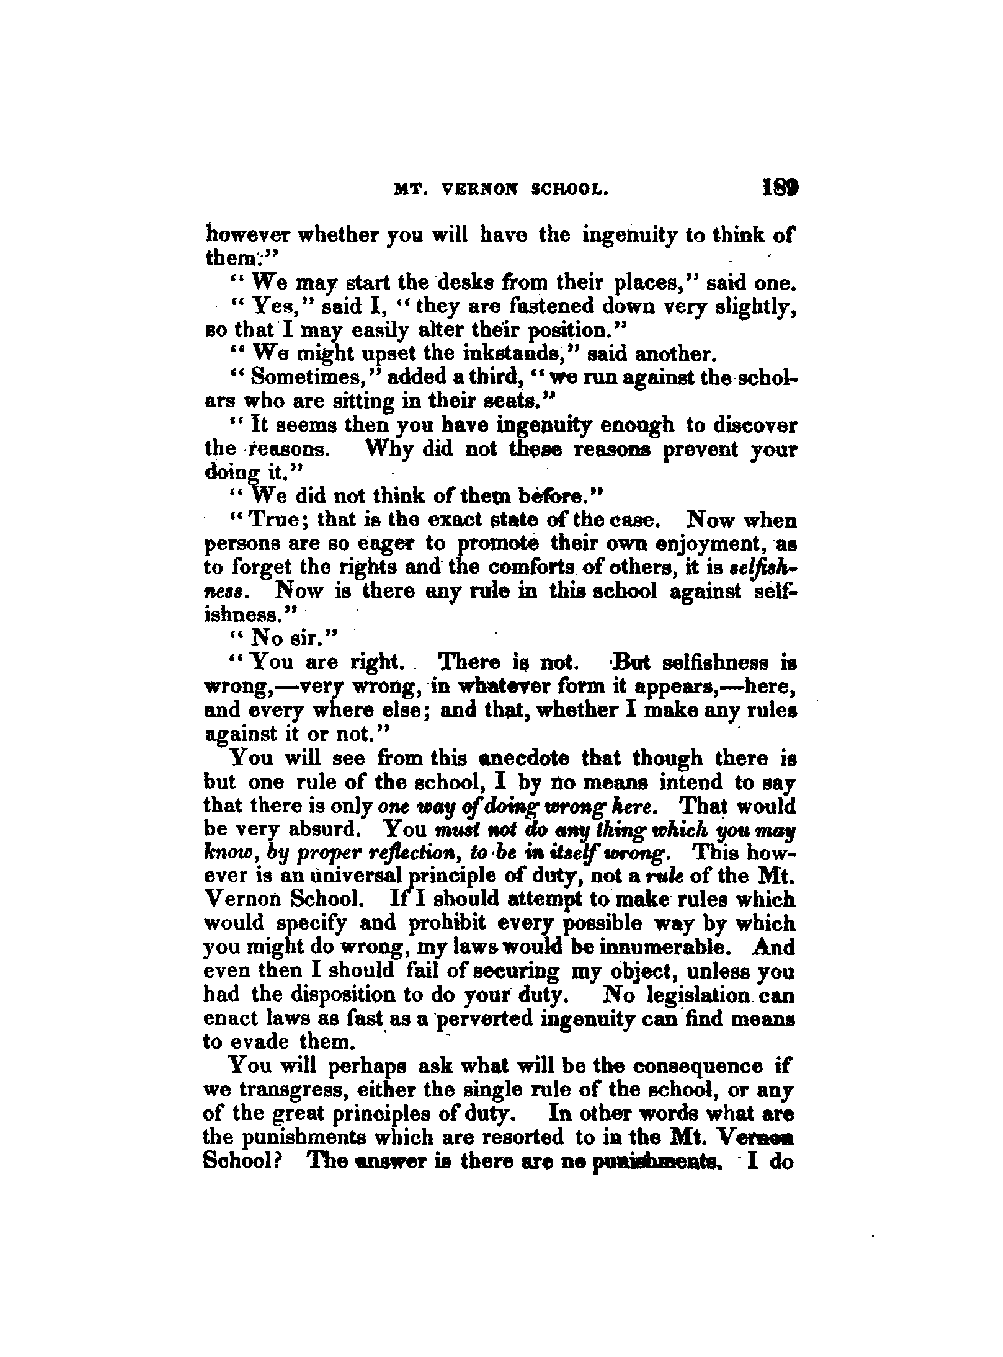 MT. VERNON SCHOOL. 189
however whether you will have the ingenuity to think of
them."
" We may start the desks from their places," said one.
" Yes," said I, " they are fastened down very slightly,
so that I may easily alter their position."
" We might upset the inkstands," said another.
" Sometimes," added a third, " we run against the schol-
ars who are sitting in their seats."
" It seems then you have ingenuity enough to discover
the reasons. Why did not these reasons prevent your
doing it."
" We did not think of them before."
" True; that is the exact state of the case. Now when
persons are so eager to promote their own enjoyment, as
to forget the rights and the comforts of others, it is selfish-
ness. Now is there any rule in this school against self-
ishness."
" No sir."
" You are right. There is not. But selfishness is
wrong,—very wrong, in whatever form it appears,—here,
and every where else; and that, whether I make any rules
against it or not."
You will see from this anecdote that though there is
but one rule of the school, I by no means intend to say
that there is only one way of doing wrong here. That would
be very absurd. You must not do any thing which you may
know, by proper reflection, to be in itself wrong. This how-
ever is an universal principle of duty, not a rule of the Mt.
Vernon School. If I should attempt to make rules which
would specify and prohibit every possible way by which
you might do wrong, my laws would be innumerable. And
even then I should fail of securing my object, unless you
had the disposition to do your duty. No legislation can
enact laws as fast as a perverted ingenuity can find means
to evade them.
You will perhaps ask what will be the consequence if
we transgress, either the single rule of the school, or any
of the great principles of duty. In other words what are
the punishments which are resorted to in the Mt. Vernon
School? The answer is there are no punishments. I do